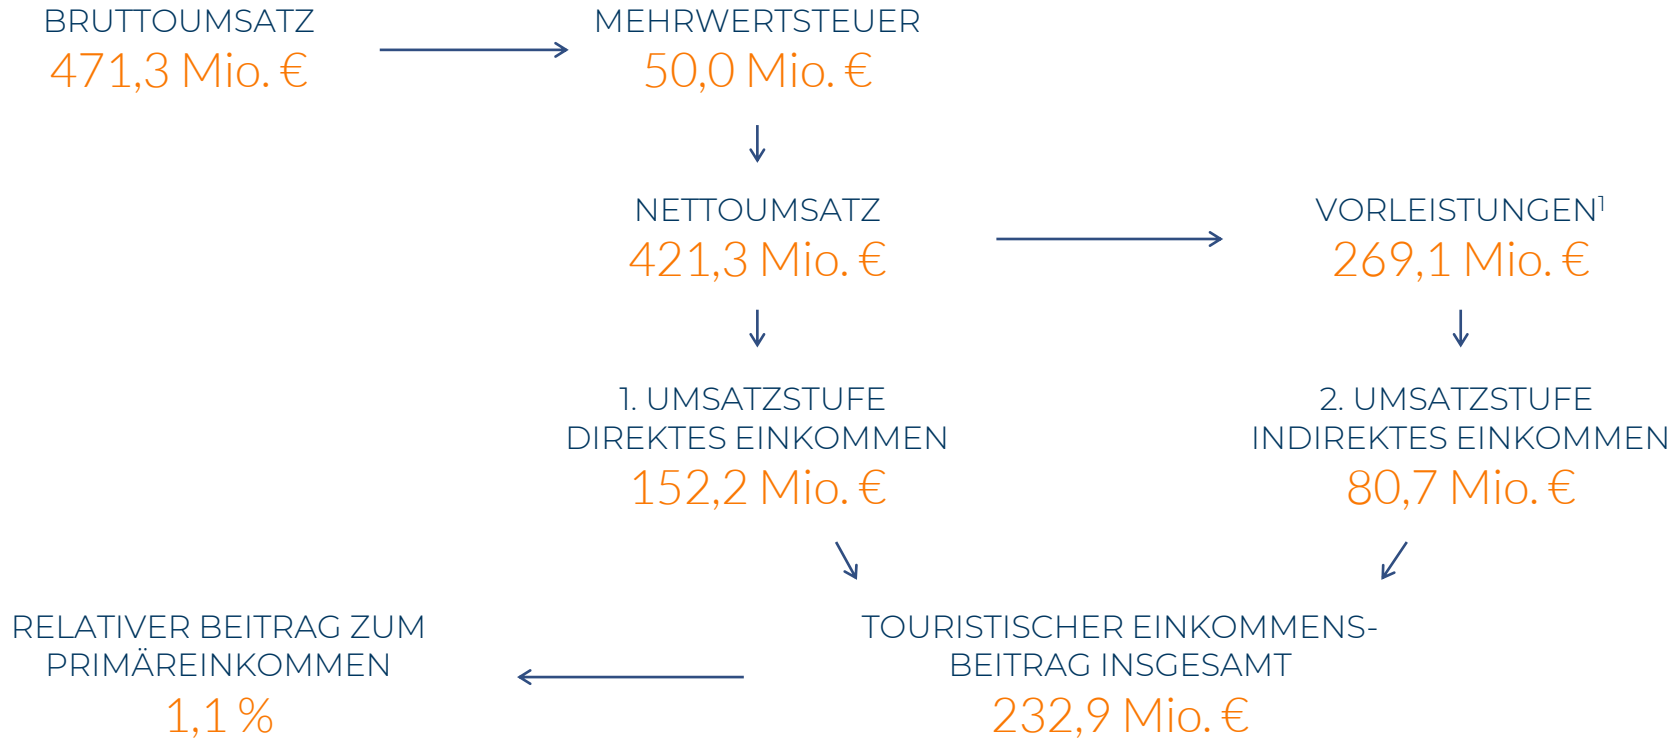 BRUTTOUMSATZ
471,3 Mio. €
MEHRWERTSTEUER
50,0 Mio. €
NETTOUMSATZ
421,3 Mio. €
VORLEISTUNGEN¹
269,1 Mio. €
1. UMSATZSTUFE
DIREKTES EINKOMMEN
152,2 Mio. €
2. UMSATZSTUFE
INDIREKTES EINKOMMEN
80,7 Mio. €
RELATIVER BEITRAG ZUM
PRIMÄREINKOMMEN
1,1 %
TOURISTISCHER EINKOMMENS-
BEITRAG INSGESAMT
232,9 Mio. €